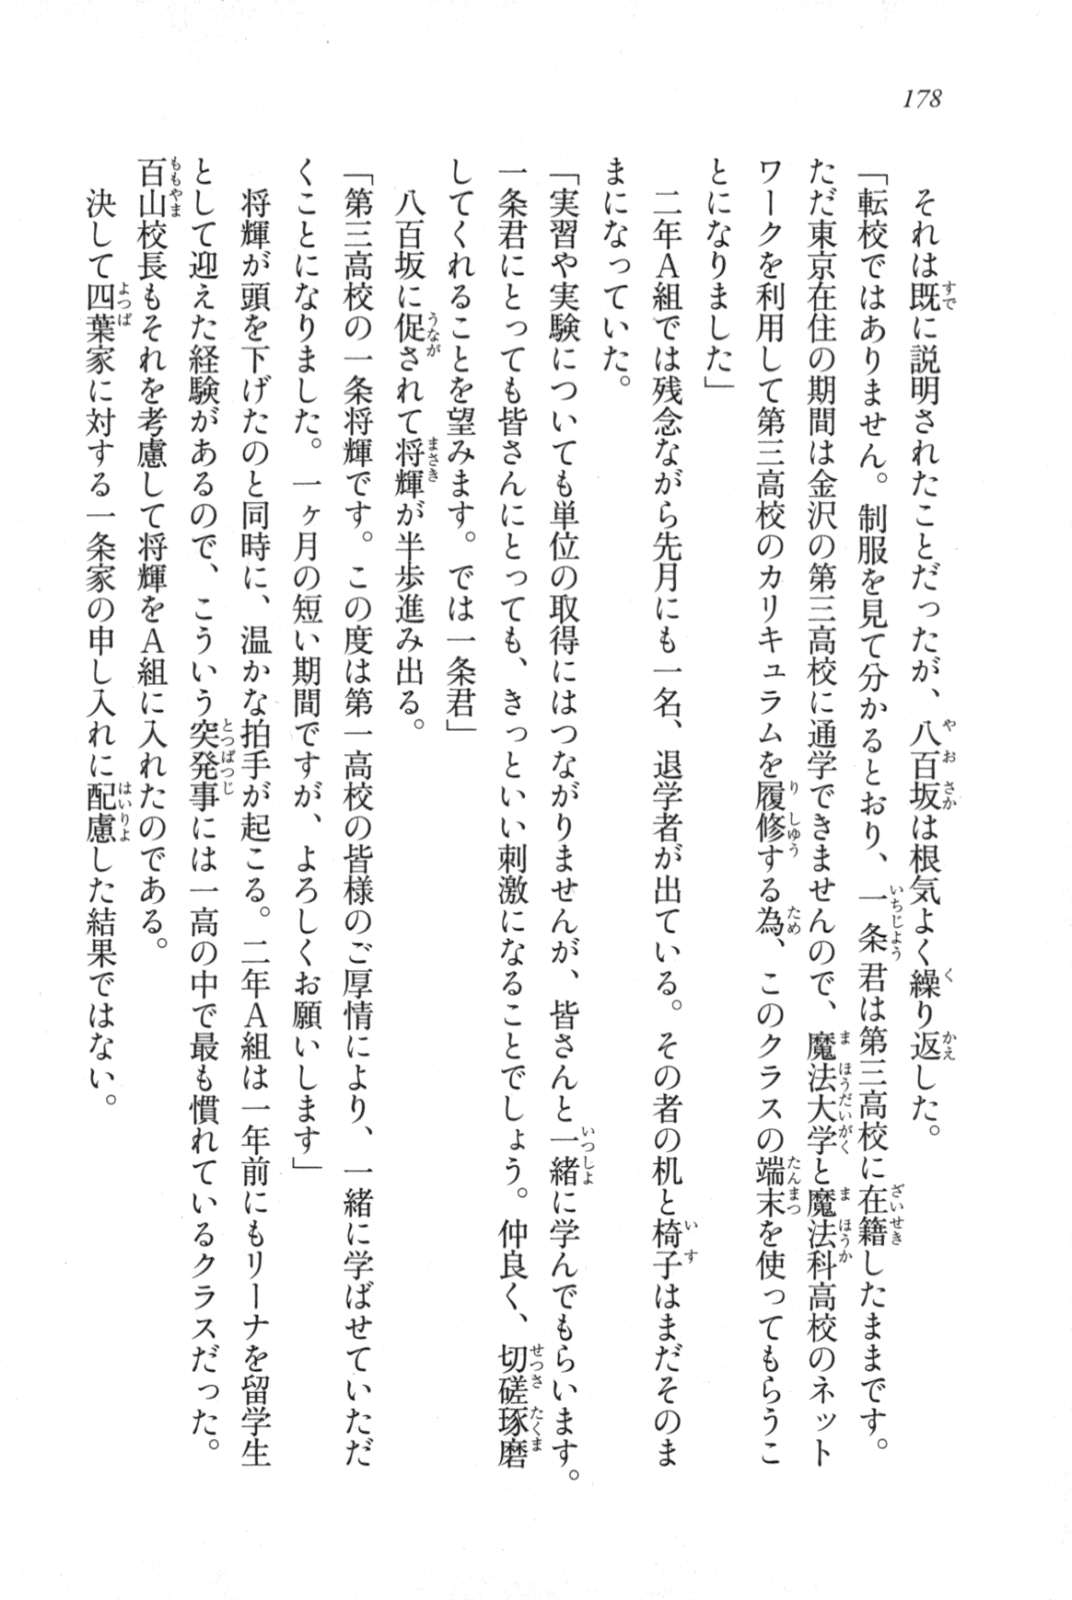 178
それは既に説明されたことだったが、八百坂は根気よく繰り返した。
「転校ではありません。制服を見て分かるとおり、一条君は第三高校に在籍したままです。
ただ東京在住の期間は金沢の第三高校に通学できませんので、魔法大学と魔法科高校のネット
ワークを利用して第三高校のカリキュラムを履修する為、このクラスの端末を使ってもらうこ
とになりました」
二年A組では残念ながら先月にも一名、退学者が出ている。その者の机と椅子はまだそのま
まになっていた。
「実習や実験についても単位の取得にはつながりませんが、皆さんと一緒に学んでもらいます。
一条君にとっても皆さんにとっても、きっといい刺激になることでしょう。仲良く、切磋琢磨
してくれることを望みます。では一条君」
八百坂に促されて将輝が半歩進み出る。
「第三高校の一条将輝です。この度は第一高校の皆様のご厚情により、一緒に学ばせていただ
くことになりました。一ヶ月の短い期間ですが、よろしくお願いします」
将輝が頭を下げたのと同時に、温かな拍手が起こる。二年A組は一年前にもリーナを留学生
として迎えた経験があるので、こういう突発事には一高の中で最も慣れているクラスだった。
百山校長もそれを考慮して将輝をA組に入れたのである。
決して四葉家に対する一条家の申し入れに配慮した結果ではない。